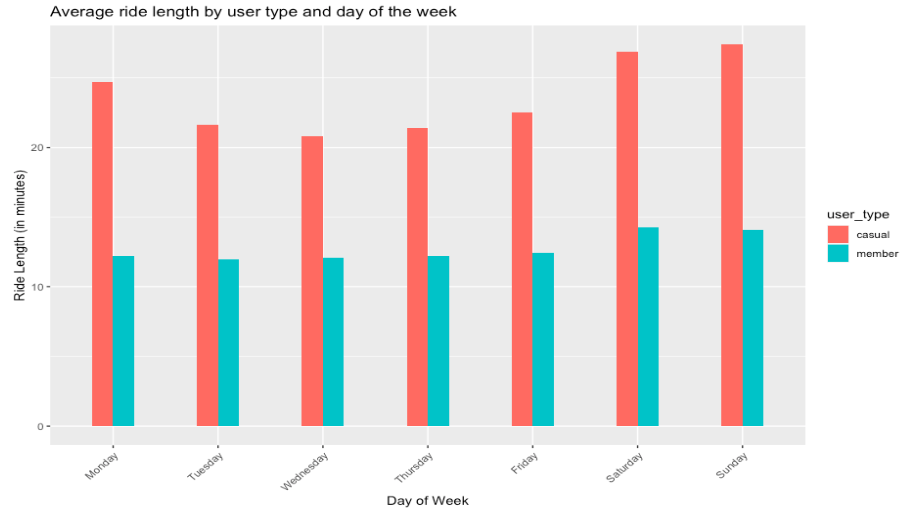 Average ride length by user type and day of the week
Ride Length (in minutes)
20
10
0
Monday
Tuesday
Wednesday
Thursday
Friday
Saturday
Sunday
Day of Week
user_type
casual
member